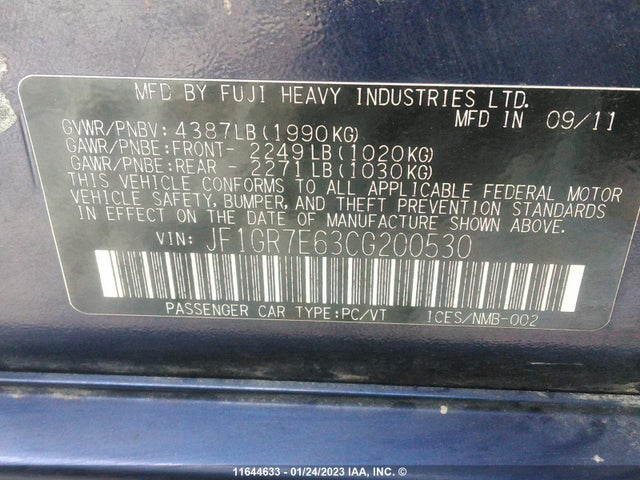 MFD BY FUJI HEAVY INDUSTRIES LTD.
GVWR/PNBV: 4387LB(1990KG) MFD IN 09/11
GAWR/PNBE:FRONT- 2249LB(1020KG)
GAWR/PNBE:REAR - 2271LB(1030KG)
THIS VEHICLE CONFORMS TO ALL APPLICABLE FEDERAL MOTOR
VEHICLE SAFETY, BUMPER, AND THEFT PREVENTION STANDARDS
IN EFFECT ON THE DATE OF MANUFACTURE SHOWN ABOVE.
VIN: JF1GR7E63CG200530
PASSENGER CAR TYPE:PC/VT ICES/NMB-002
11644633 - 01/24/2023 IAA, INC. ©